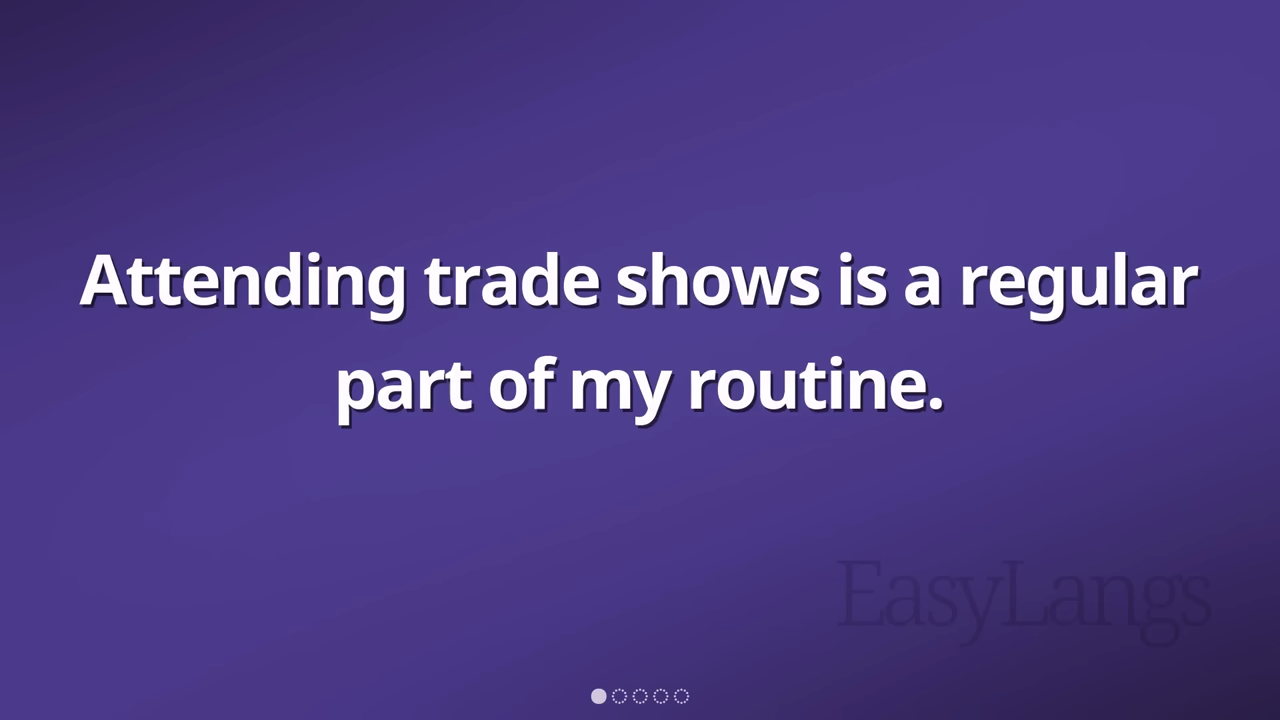 Attending trade shows is a regular
part of my routine.
EasyLangs